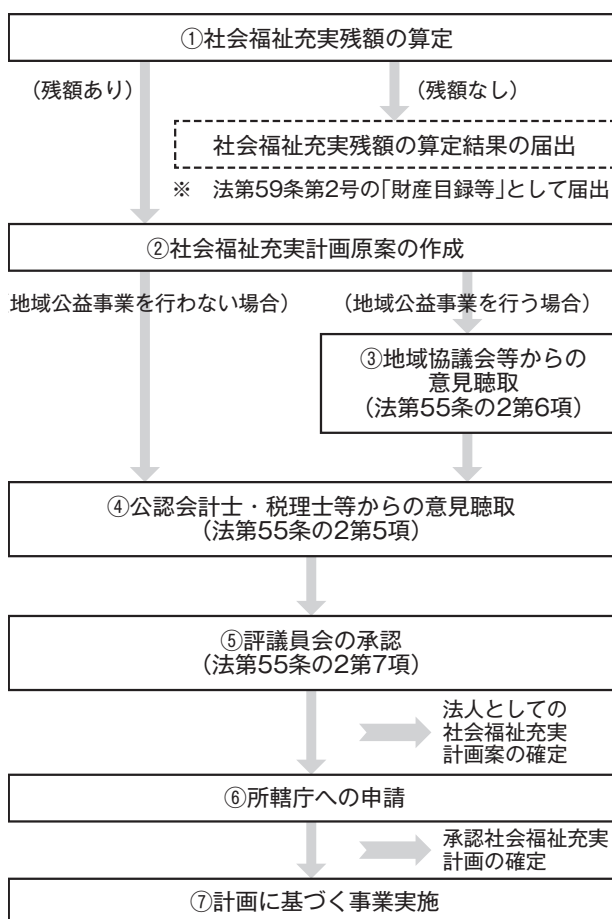 ①社会福祉充実残額の算定
(残額あり)
(残額なし)
社会福祉充実残額の算定結果の届出
※　法第59条第2号の「財産目録等」として届出
②社会福祉充実計画原案の作成
地域公益事業を行わない場合)
(地域公益事業を行う場合)
③地域協議会等からの
意見聴取
(法第55条の2第6項)
④公認会計士・税理士等からの意見聴取
(法第55条の2第5項)
⑤評議員会の承認
(法第55条の2第7項)
法人としての
社会福祉充実
計画案の確定
⑥所轄庁への申請
承認社会福祉充実
計画の確定
⑦計画に基づく事業実施